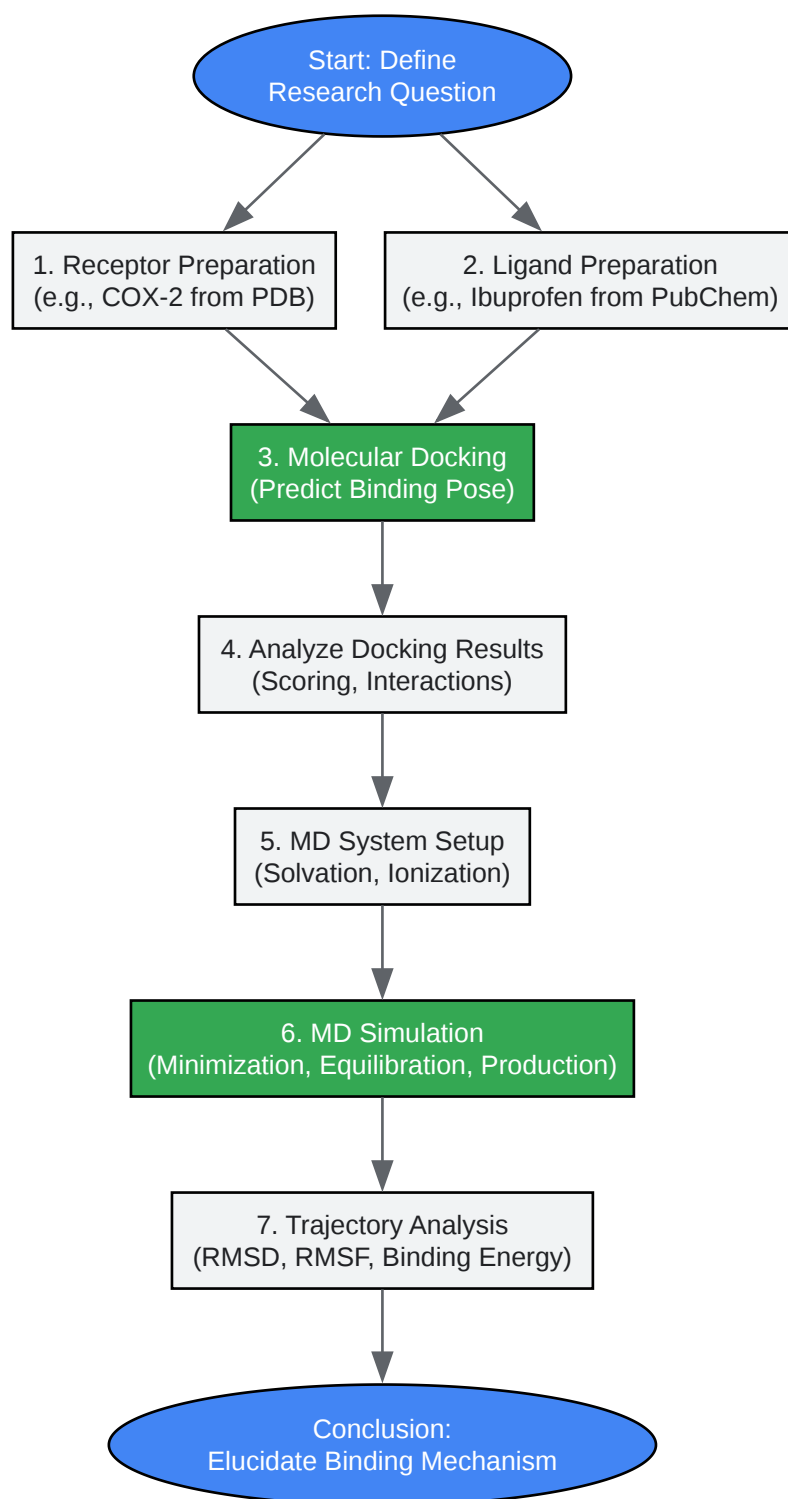 Start: Define
Research Question
1. Receptor Preparation
(e.g., COX-2 from PDB)
2. Ligand Preparation
(e.g., Ibuprofen from PubChem)
3. Molecular Docking
(Predict Binding Pose)
4. Analyze Docking Results
(Scoring, Interactions)
5. MD System Setup
(Solvation, Ionization)
6. MD Simulation
(Minimization, Equilibration, Production)
7. Trajectory Analysis
(RMSD, RMSF, Binding Energy)
Conclusion:
Elucidate Binding Mechanism